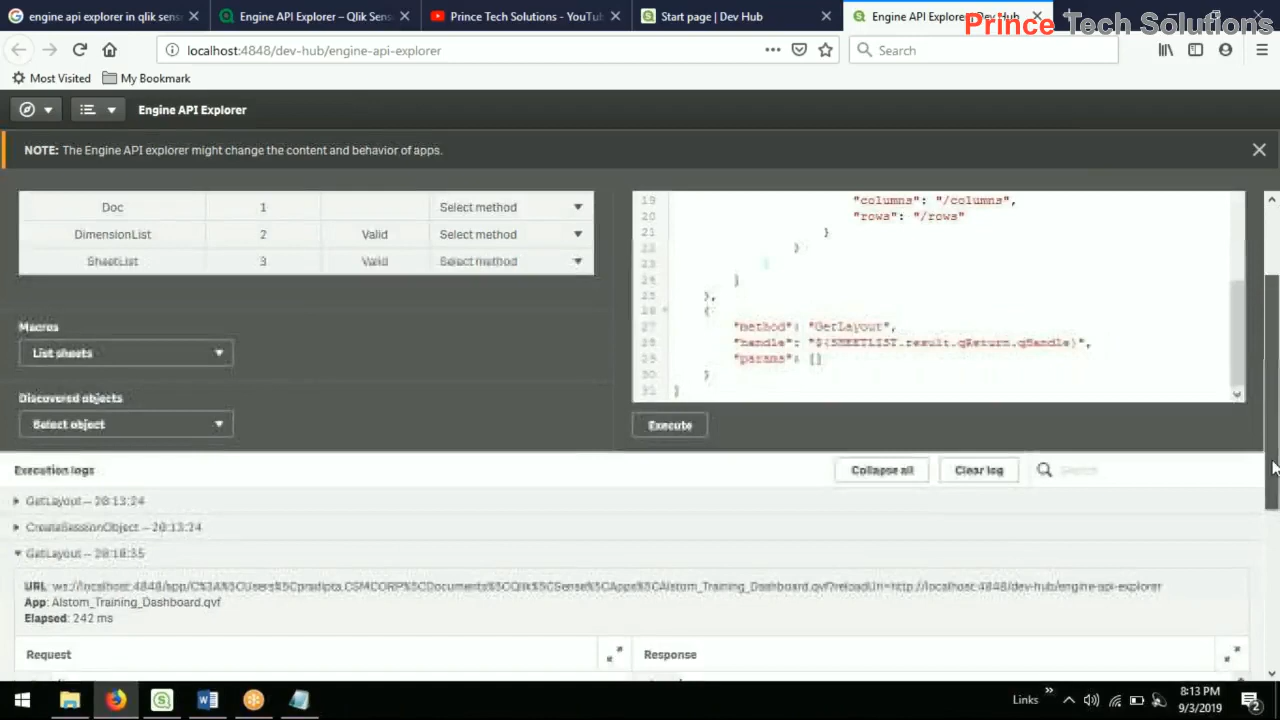 engine api explorer in qlik sens
Engine API Explorer – Qlik Sens
Prince Tech Solutions - YouTu
Start page | Dev Hub
Engine API Explorer | Dev Hub
Prince Tech Solutions
localhost:4848/dev-hub/engine-api-explorer
Search
Most Visited
My Bookmark
Engine API Explorer
NOTE: The Engine API explorer might change the content and behavior of apps.
Doc 1 Select method
DimensionList 2 Valid Select method
SheetList 3 Valid Select method
Macros
List sheets
Discovered objects
Select object
19 "columns": "/columns",
20 "rows": "/rows"
21 }
22 }
23 }
24 }
25 },
26 {
27 "method": "GetLayout",
28 "handle": "${SHEETLIST.result.qReturn.qHandle}",
29 "params": []
30 }
31 ]
Execute
Execution logs
Collapse all
Clear log
Search
GetLayout – 20:13:24
CreateSessionObject – 20:13:24
GetLayout – 20:10:35
URL: ws://localhost:4848/app/C%3A%5CUsers%5Cpradipta.CSMCORP%5CDocuments%5CQlik%5CSense%5CApps%5CAlstom_Training_Dashboard.qvf?reloadUri=http://localhost:4848/dev-hub/engine-api-explorer
App: Alstom_Training_Dashboard.qvf
Elapsed: 242 ms
Request
Response
Links
8:13 PM
9/3/2019
2